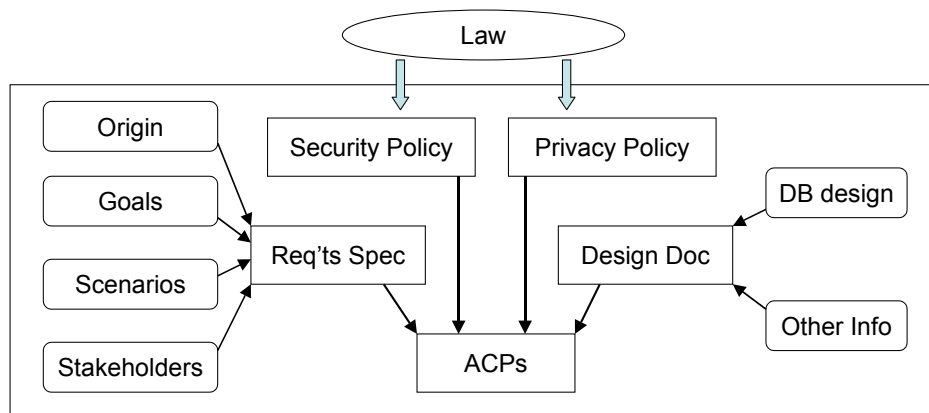 Law
Origin
Security Policy
Privacy Policy
Goals
DB design
Req'ts Spec
Design Doc
Scenarios
Other Info
Stakeholders
ACPs